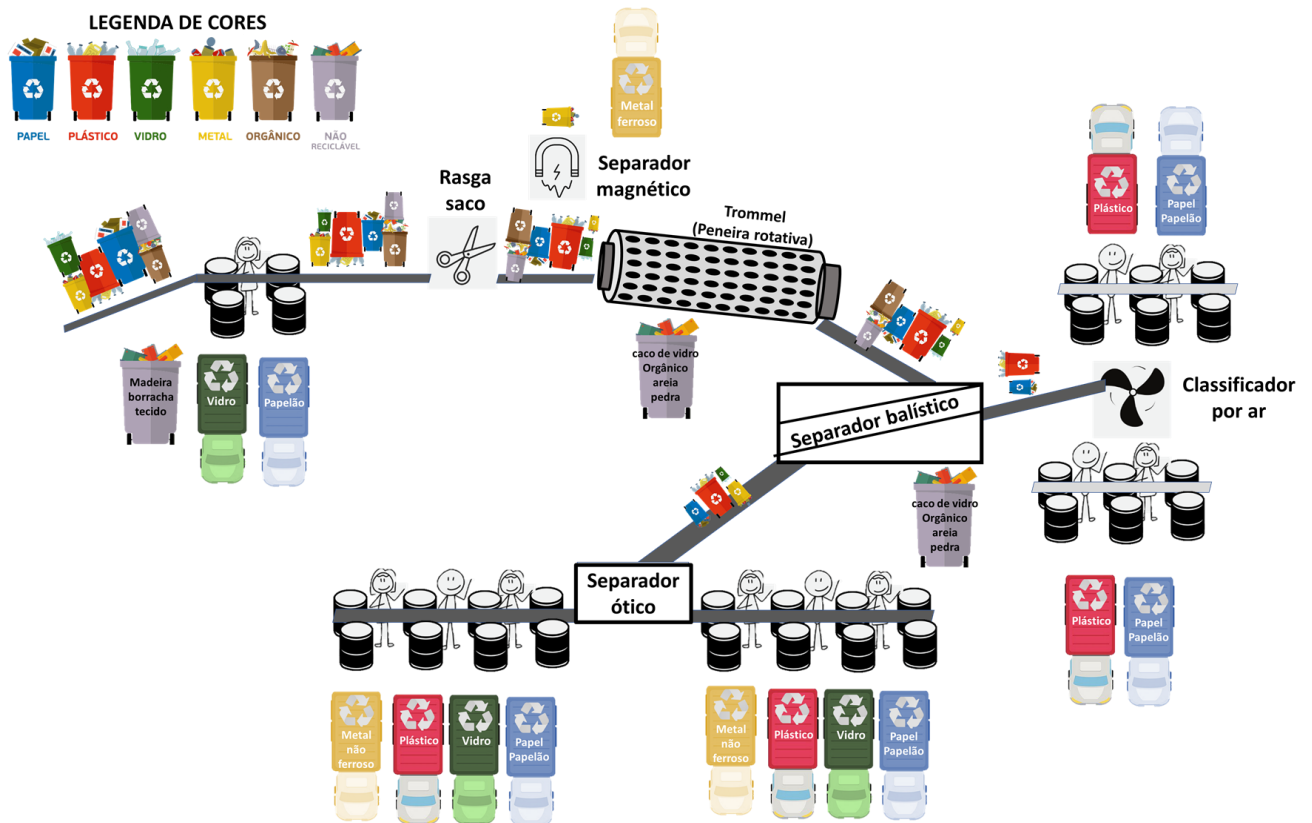 LEGENDA DE CORES
PAPEL
PLÁSTICO
VIDRO
METAL
ORGÂNICO
NÃO
RECICLÁVEL
Metal
ferroso
Separador
magnético
Rasga
saco
Trommel
(Peneira rotativa)
Plástico
Papel
Papelão
Madeira
borracha
tecido
Vidro
Papelão
caco de vidro
Orgânico
areia
pedra
Separador balístico
Classificador
por ar
caco de vidro
Orgânico
areia
pedra
Separador
ótico
Plástico
Papel
Papelão
Metal
não
ferroso
Plástico
Vidro
Papel
Papelão
Metal
não
ferroso
Plástico
Vidro
Papel
Papelão